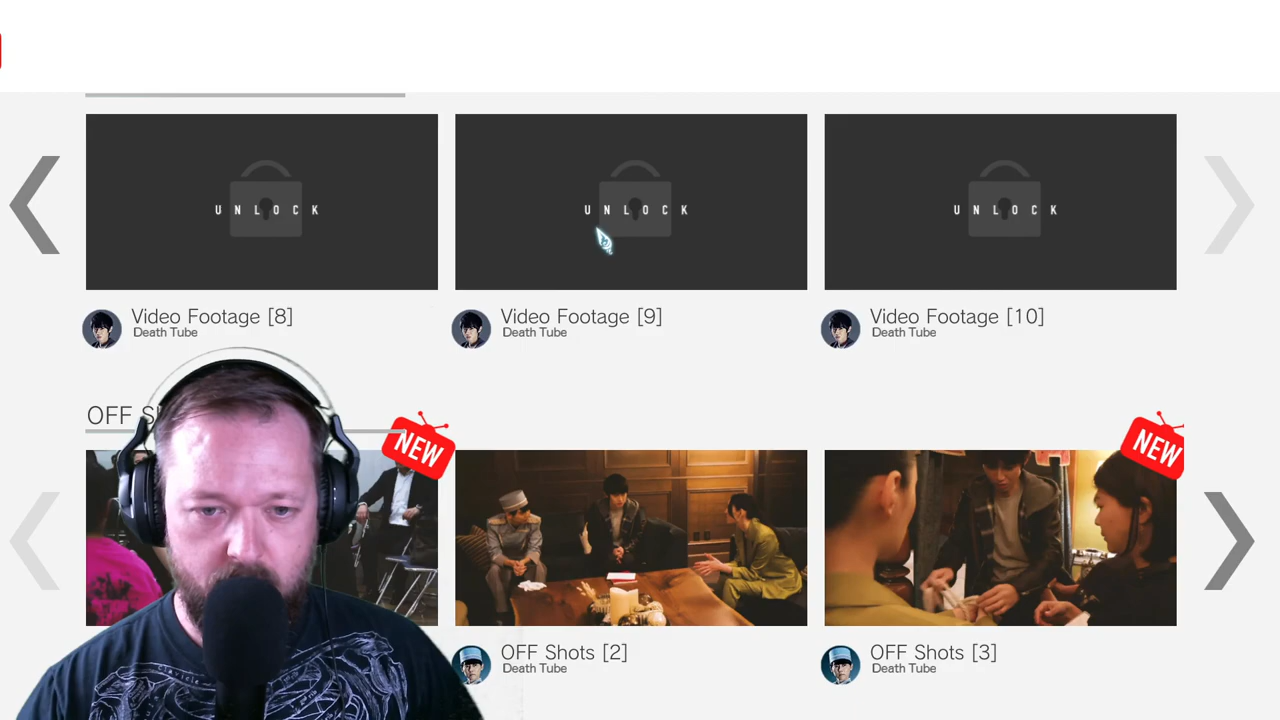 UNLOCK
UNLOCK
UNLOCK
Video Footage [8]
Death Tube
Video Footage [9]
Death Tube
Video Footage [10]
Death Tube
OFF S
NEW
NEW
OFF Shots [2]
Death Tube
OFF Shots [3]
Death Tube